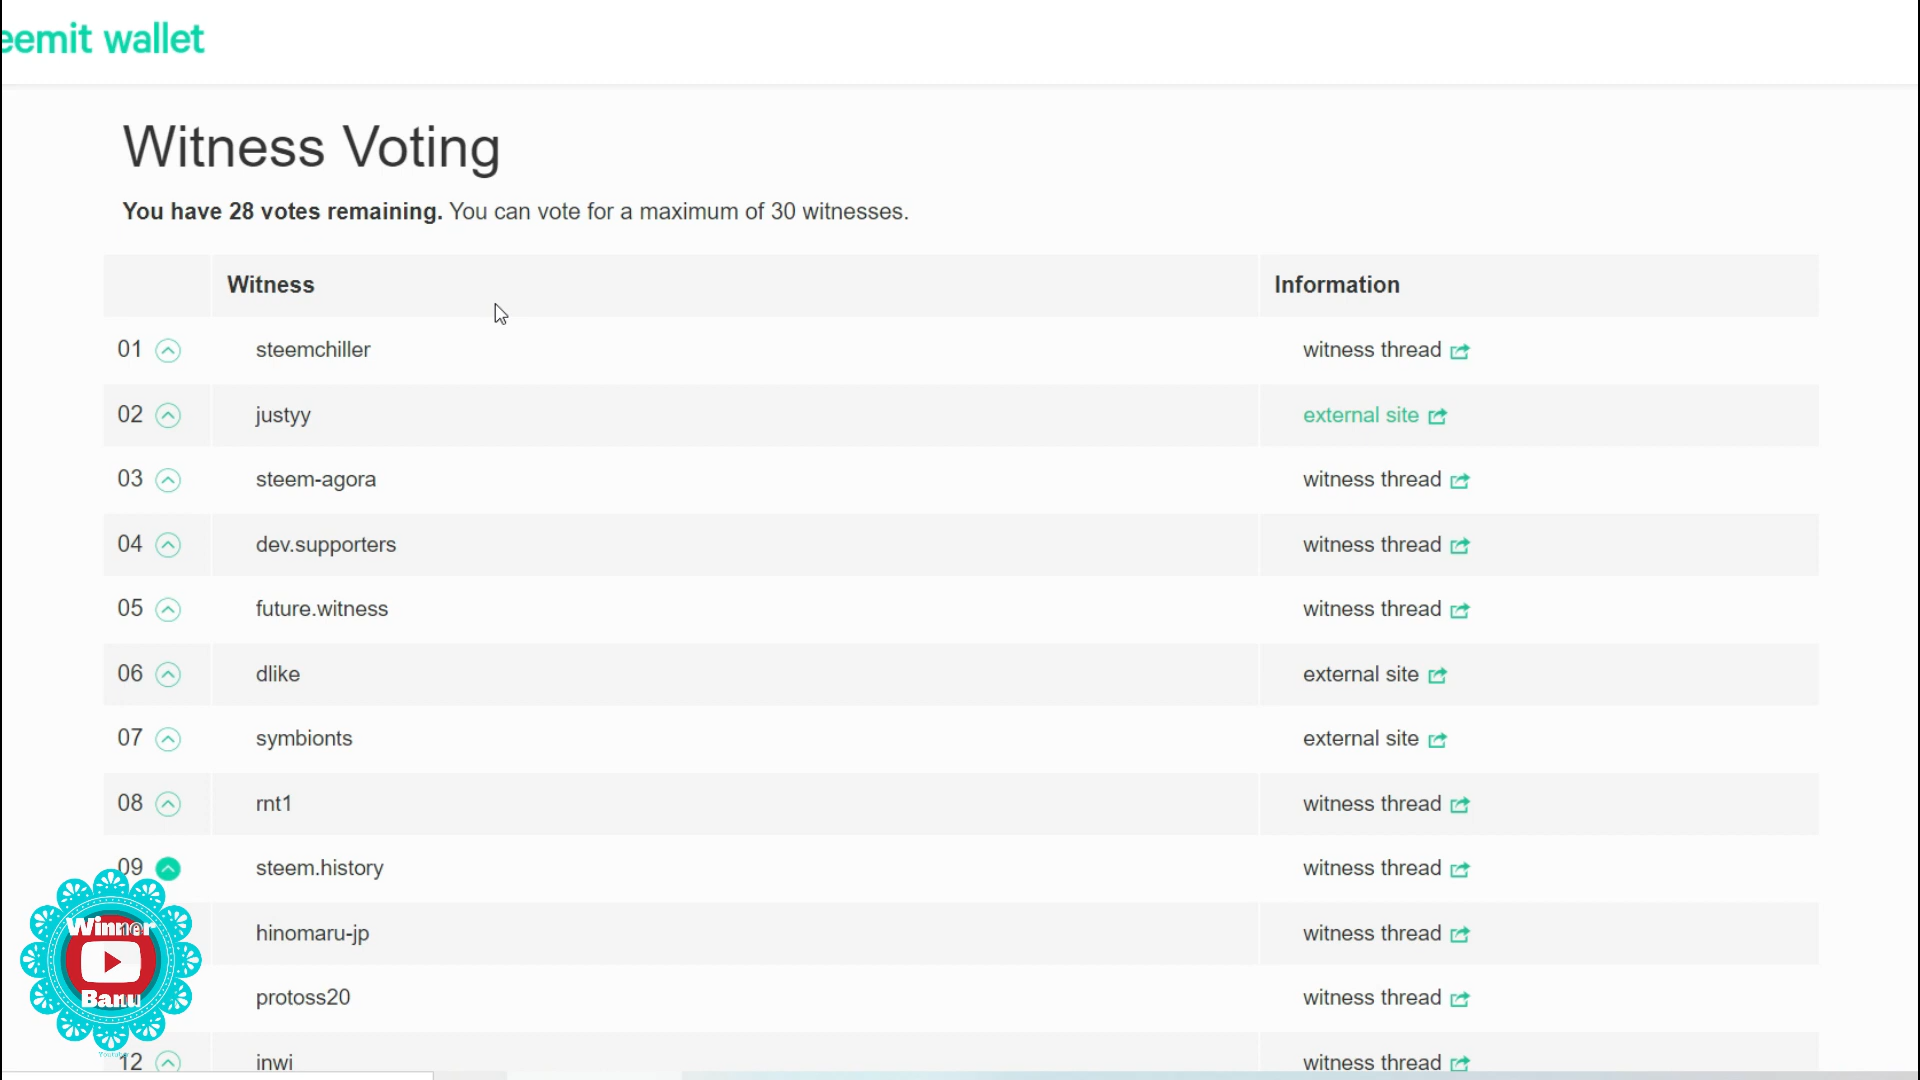 eemit wallet
Witness Voting
You have 28 votes remaining. You can vote for a maximum of 30 witnesses.
Witness Information
01 steemchiller witness thread
02 justyy external site
03 steem-agora witness thread
04 dev.supporters witness thread
05 future.witness witness thread
06 dlike external site
07 symbionts external site
08 rnt1 witness thread
09 steem.history witness thread
hinomaru-jp witness thread
protoss20 witness thread
12 inwi witness thread
Winner
Banu